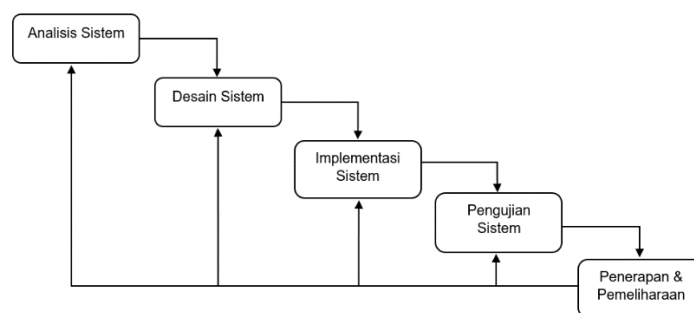 Analisis Sistem
Desain Sistem
Implementasi
Sistem
Pengujian
Sistem
Penerapan &
Pemeliharaan